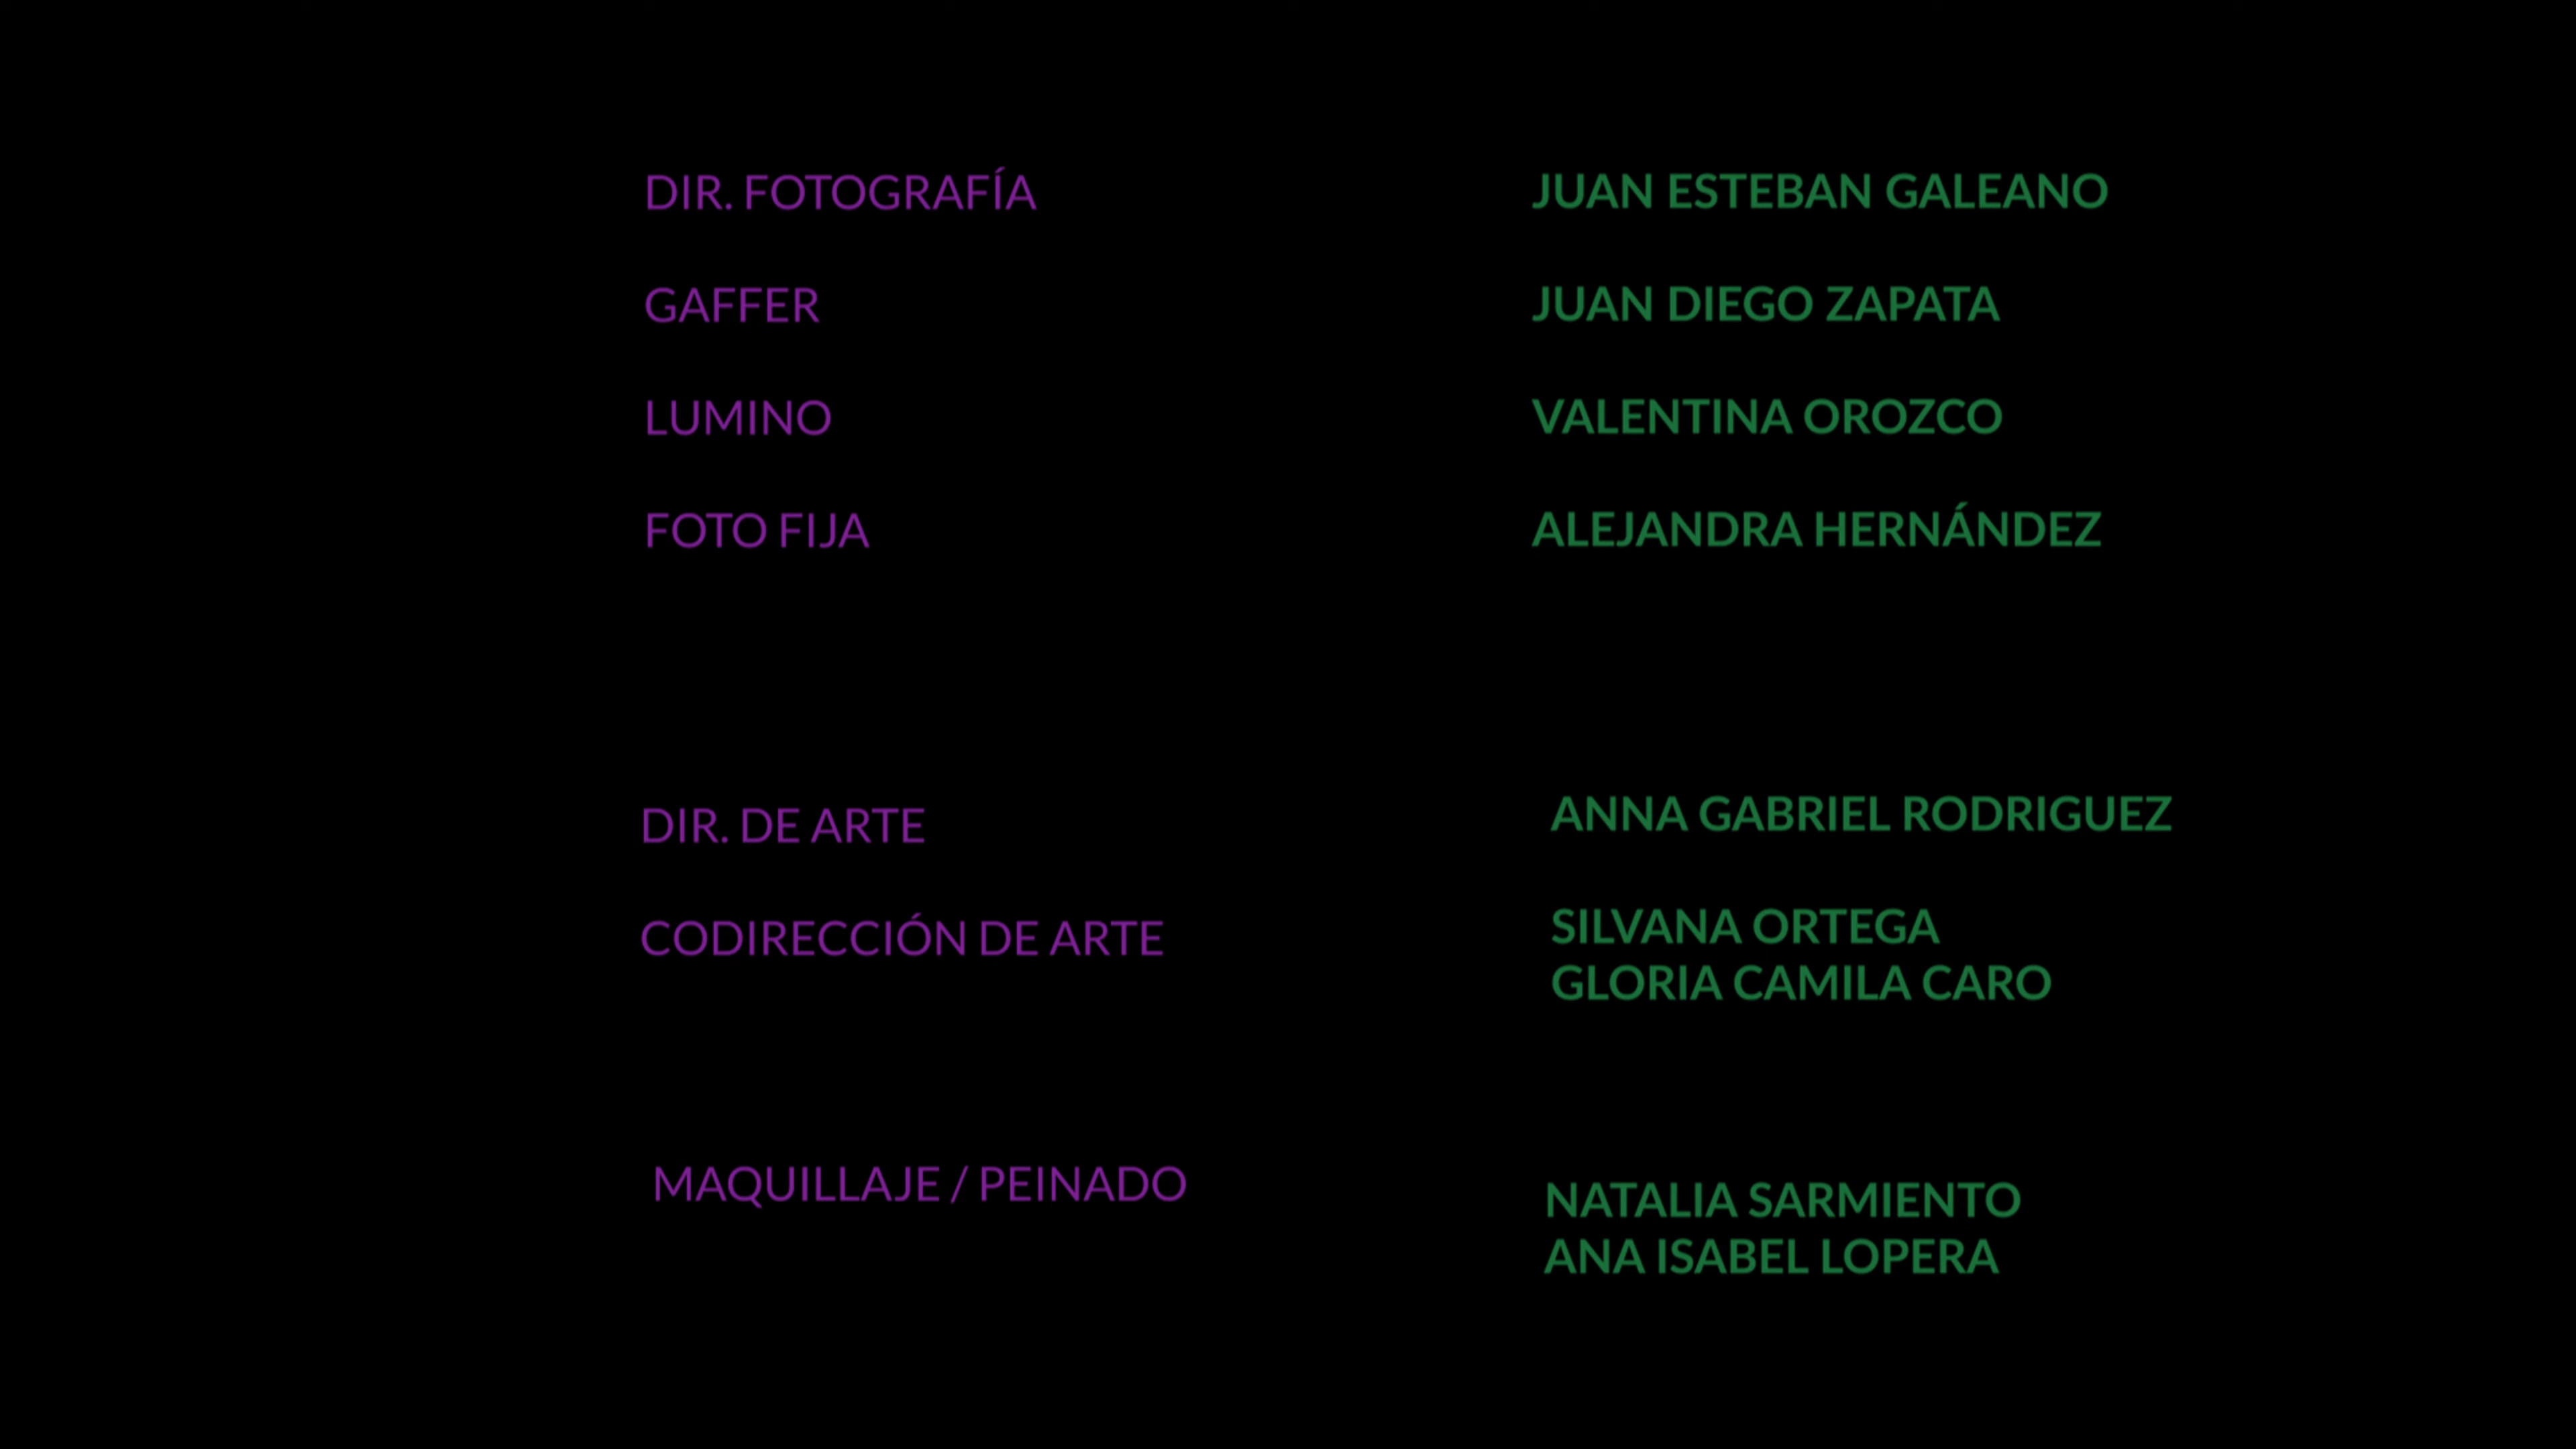 DIR. FOTOGRAFÍA JUAN ESTEBAN GALEANO
GAFFER JUAN DIEGO ZAPATA
LUMINO VALENTINA OROZCO
FOTO FIJA ALEJANDRA HERNÁNDEZ
DIR. DE ARTE ANNA GABRIEL RODRIGUEZ
CODIRECCIÓN DE ARTE SILVANA ORTEGA
GLORIA CAMILA CARO
MAQUILLAJE / PEINADO NATALIA SARMIENTO
ANA ISABEL LOPERA